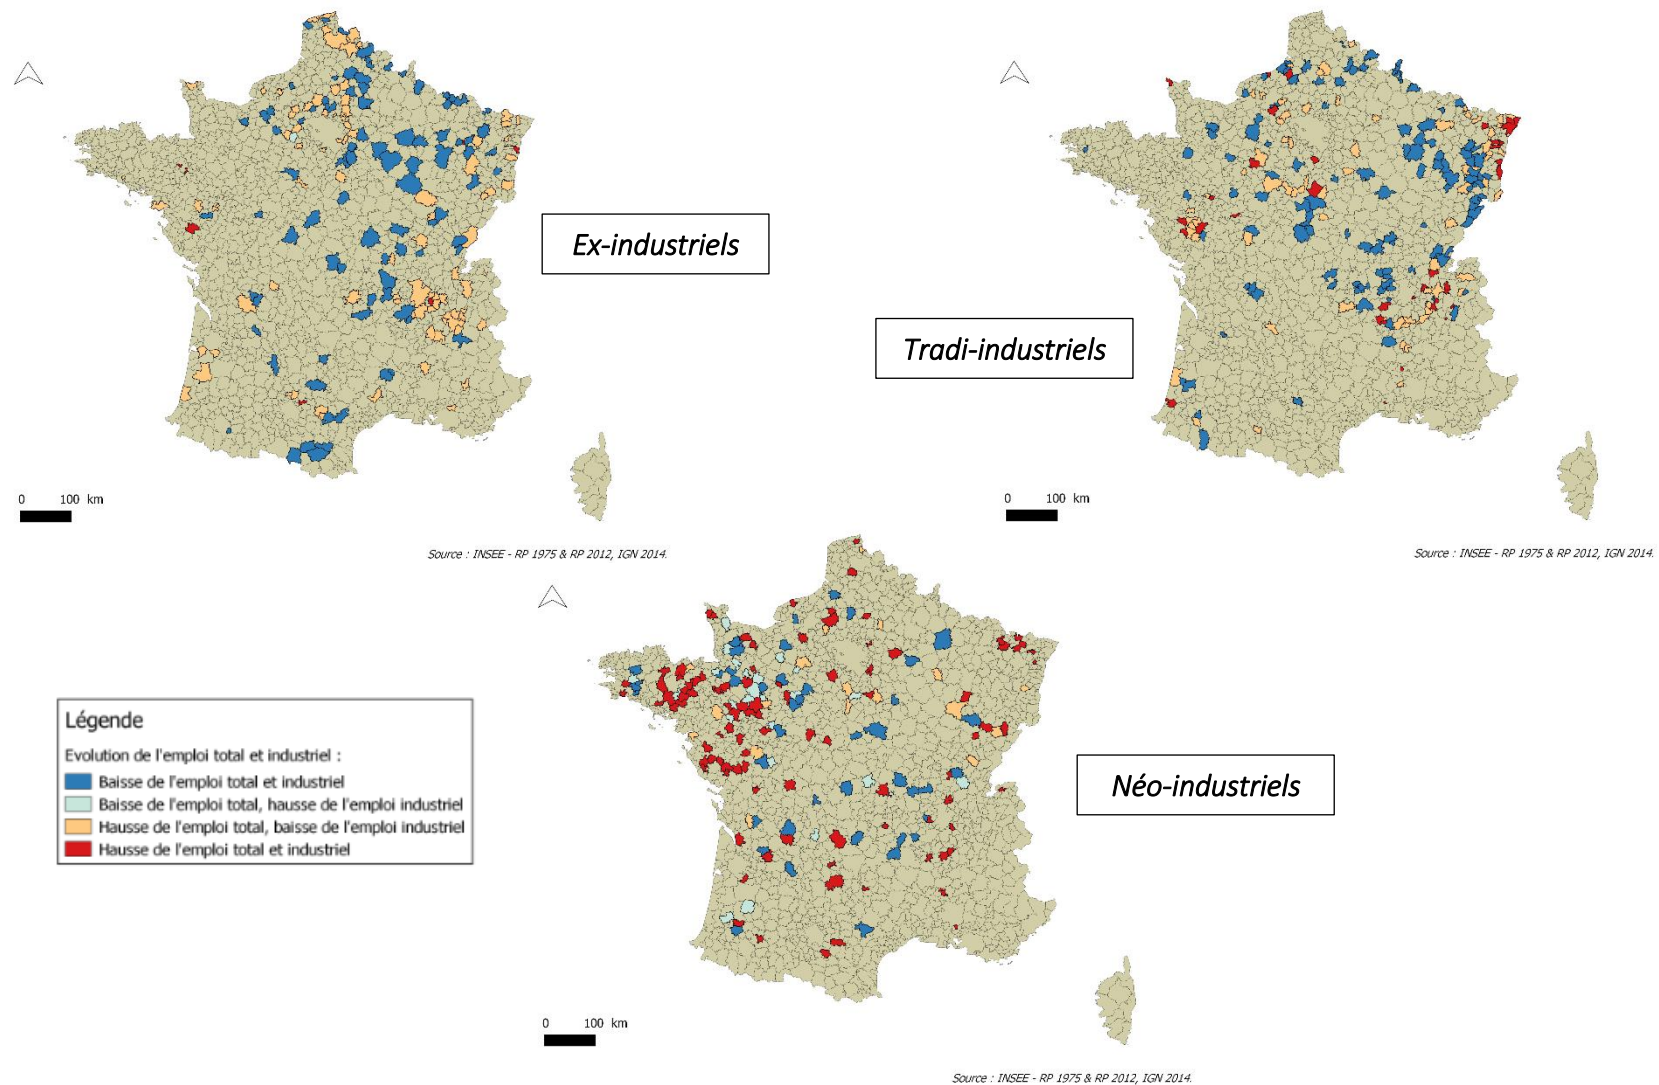 Ex-industriels
Tradi-industriels
0 100 km
Source : INSEE - RP 1975 & RP 2012, IGN 2014.
0 100 km
Source : INSEE - RP 1975 & RP 2012, IGN 2014.
Légende
Evolution de l'emploi total et industriel :
Baisse de l'emploi total et industriel
Baisse de l'emploi total, hausse de l'emploi industriel
Hausse de l'emploi total, baisse de l'emploi industriel
Hausse de l'emploi total et industriel
Néo-industriels
0 100 km
Source : INSEE - RP 1975 & RP 2012, IGN 2014.